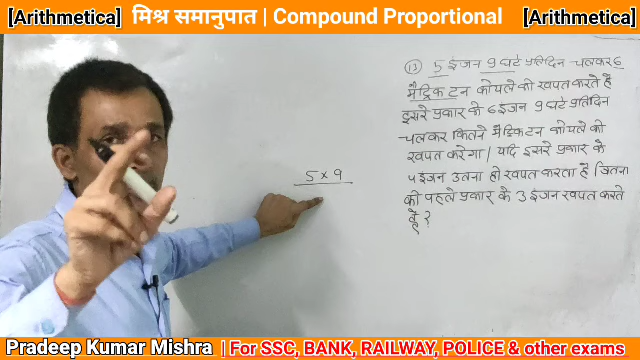 [Arithmetica] मिश्र समानुपात | Compound Proportional [Arithmetica]
(13) 5 इंजन 9 घंटे प्रतिदिन चलकर 6
मैट्रिक टन कोयले की खपत करते हैं
दूसरे प्रकार के 6 इंजन 9 घंटे प्रतिदिन
चलकर कितने मैट्रिक टन कोयले की
खपत करेगा। यदि दूसरे प्रकार के
4 इंजन उतना ही खपत करता है जितना
की पहले प्रकार के 3 इंजन खपत करते
हैं?
5 x 9
Pradeep Kumar Mishra | For SSC, BANK, RAILWAY, POLICE & other exams